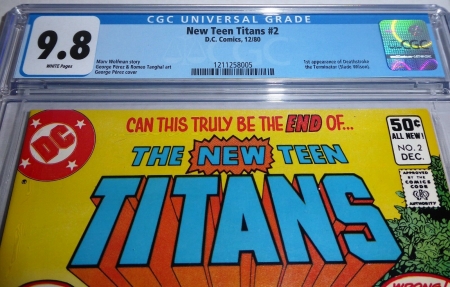 CGC UNIVERSAL GRADE
9.8
WHITE Pages
New Teen Titans #2
D.C. Comics, 12/80
Marv Wolfman story
George Pérez & Romeo Tanghal art
George Pérez cover
1211258005
1st appearance of Deathstroke
the Terminator (Slade Wilson).
CGC
DC
CAN THIS TRULY BE THE END OF...
THE NEW TEEN
TITANS
50¢
ALL NEW!
NO. 2
DEC.
APPROVED
BY THE
COMICS
CODE
AUTHORITY
WRONG!